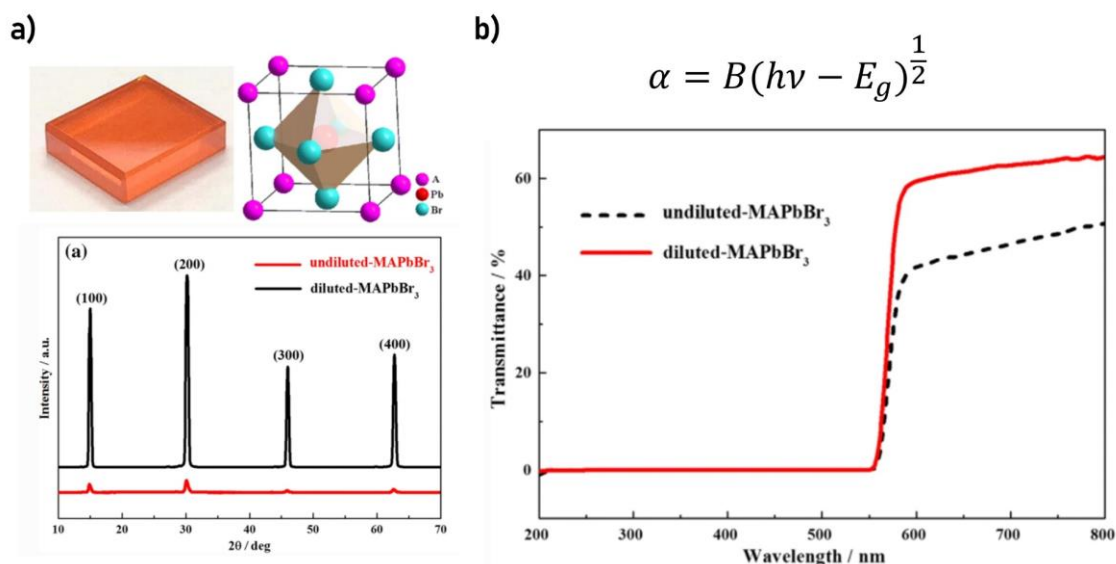 a)
A
Pb
Br
(a)
undiluted-MAPbBr₃
diluted-MAPbBr₃
(100)
(200)
(300)
(400)
Intensity / a.u.
10 20 30 40 50 60 70
2θ / deg
b)
α = B(hν − E_g)^{1/2}
undiluted-MAPbBr₃
diluted-MAPbBr₃
Transmittance / %
60
40
20
0
200 300 400 500 600 700 800
Wavelength / nm